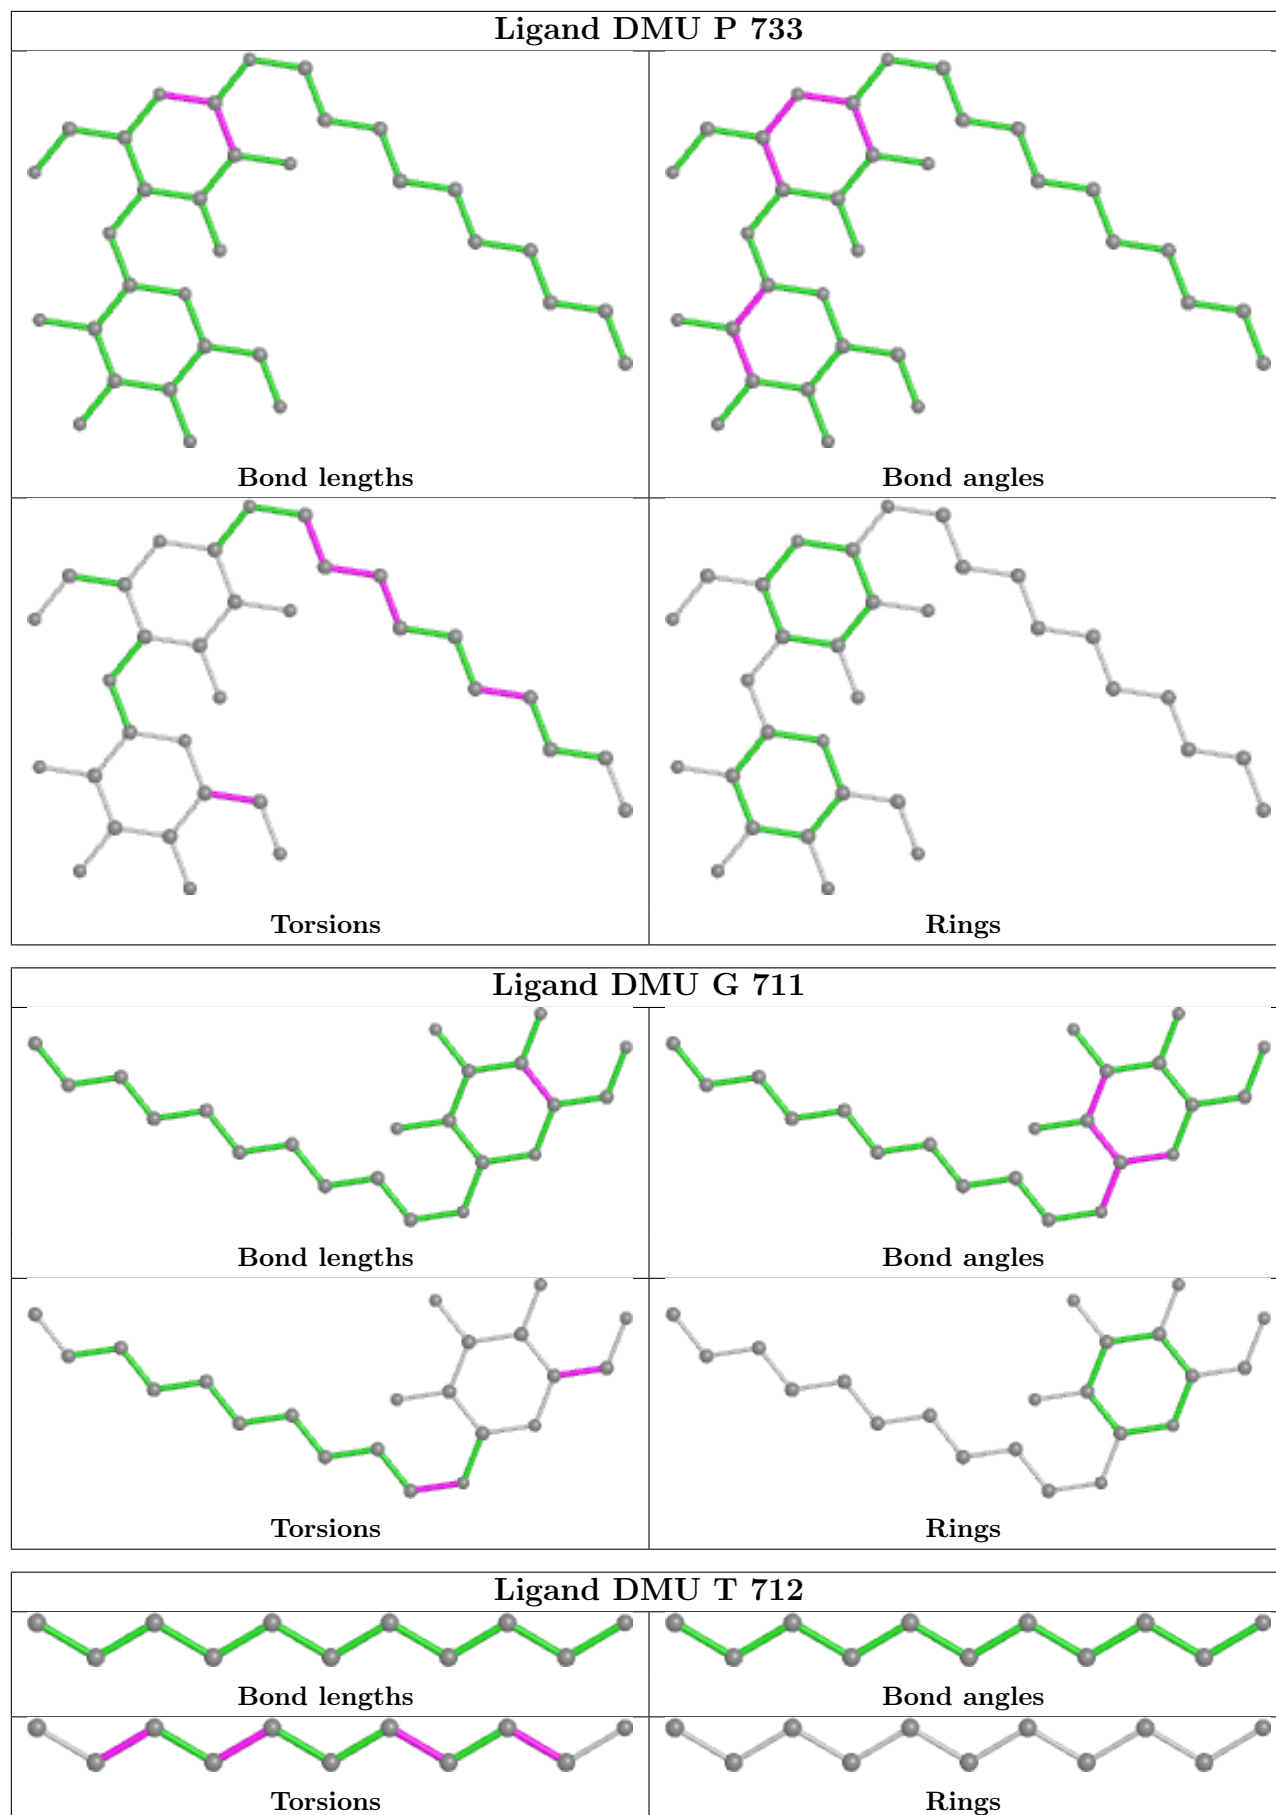 Ligand DMU P 733
Bond lengths
Bond angles
Torsions
Rings
Ligand DMU G 711
Bond lengths
Bond angles
Torsions
Rings
Ligand DMU T 712
Bond lengths
Bond angles
Torsions
Rings